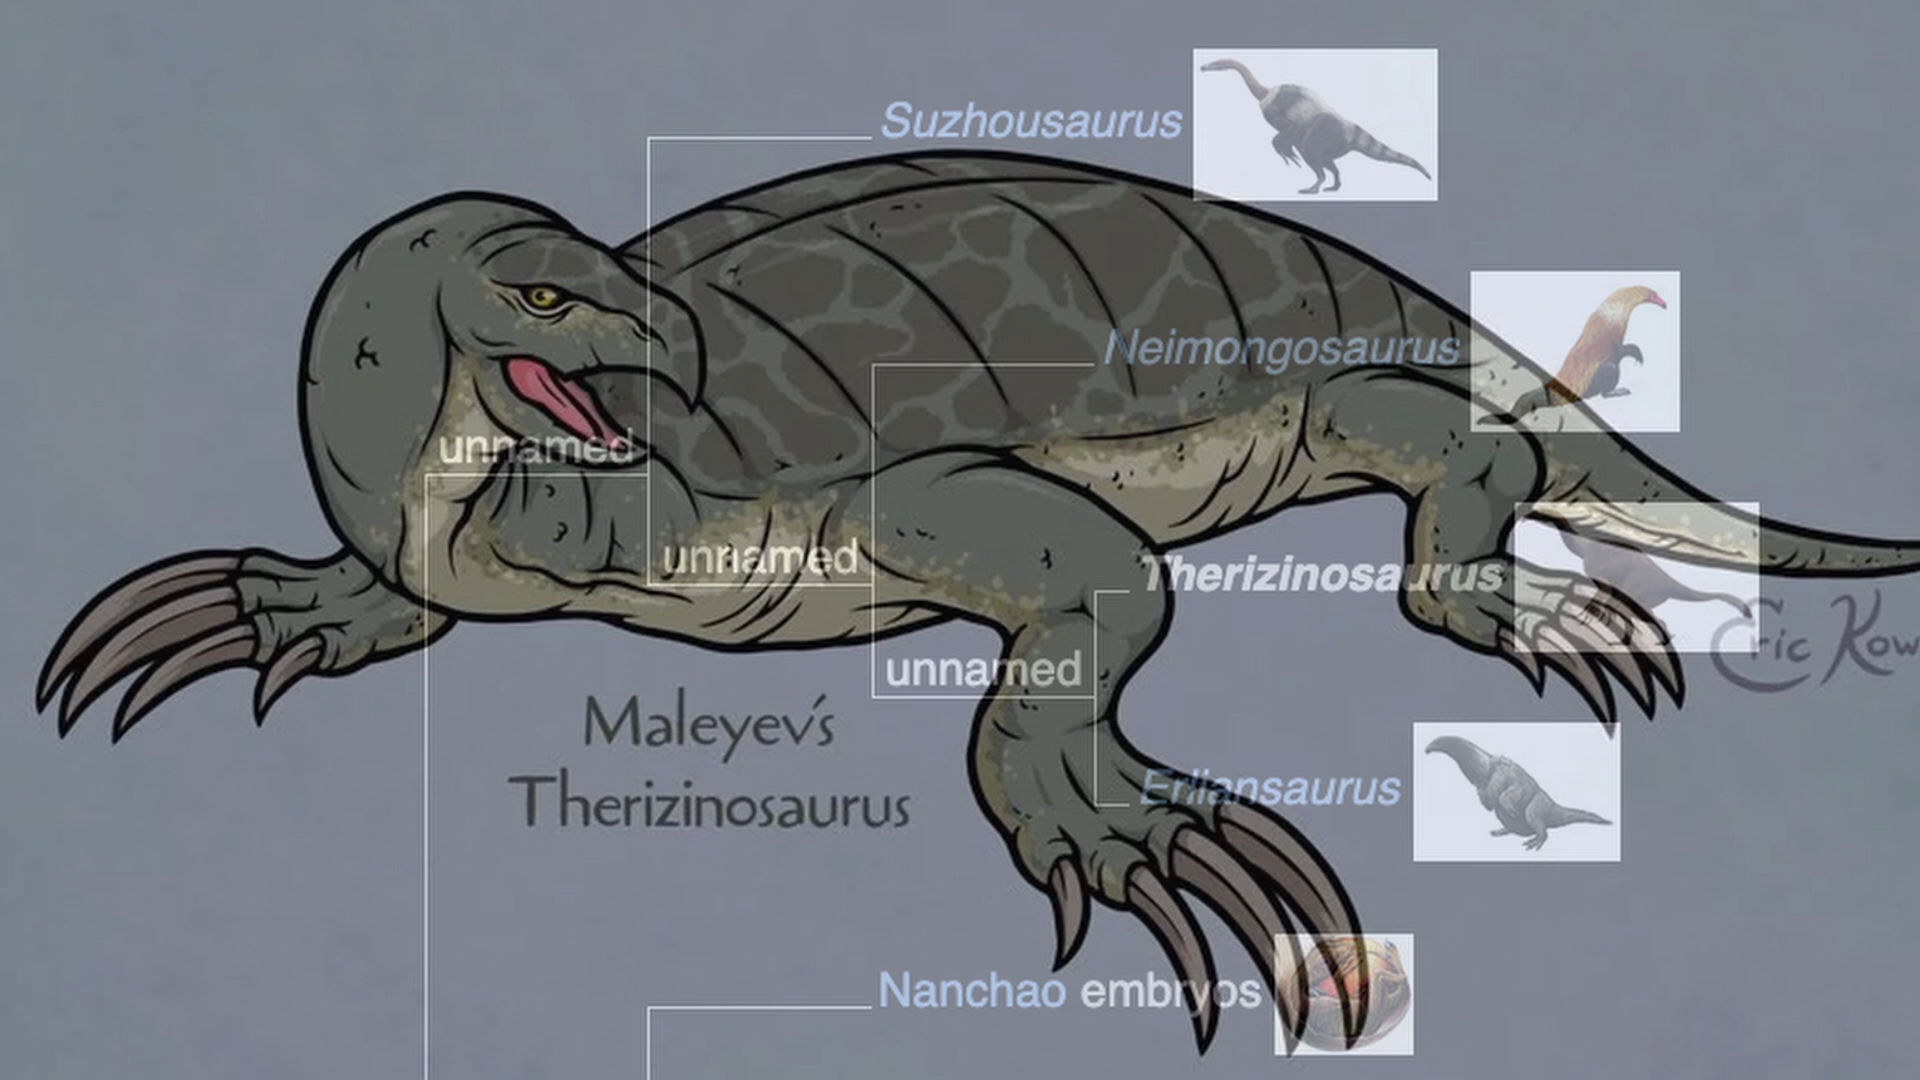 Suzhousaurus
Neimongosaurus
unnamed
unnamed
Therizinosaurus
Eric Kow
unnamed
Maleyev's
Therizinosaurus
Erliansaurus
Nanchao embryos